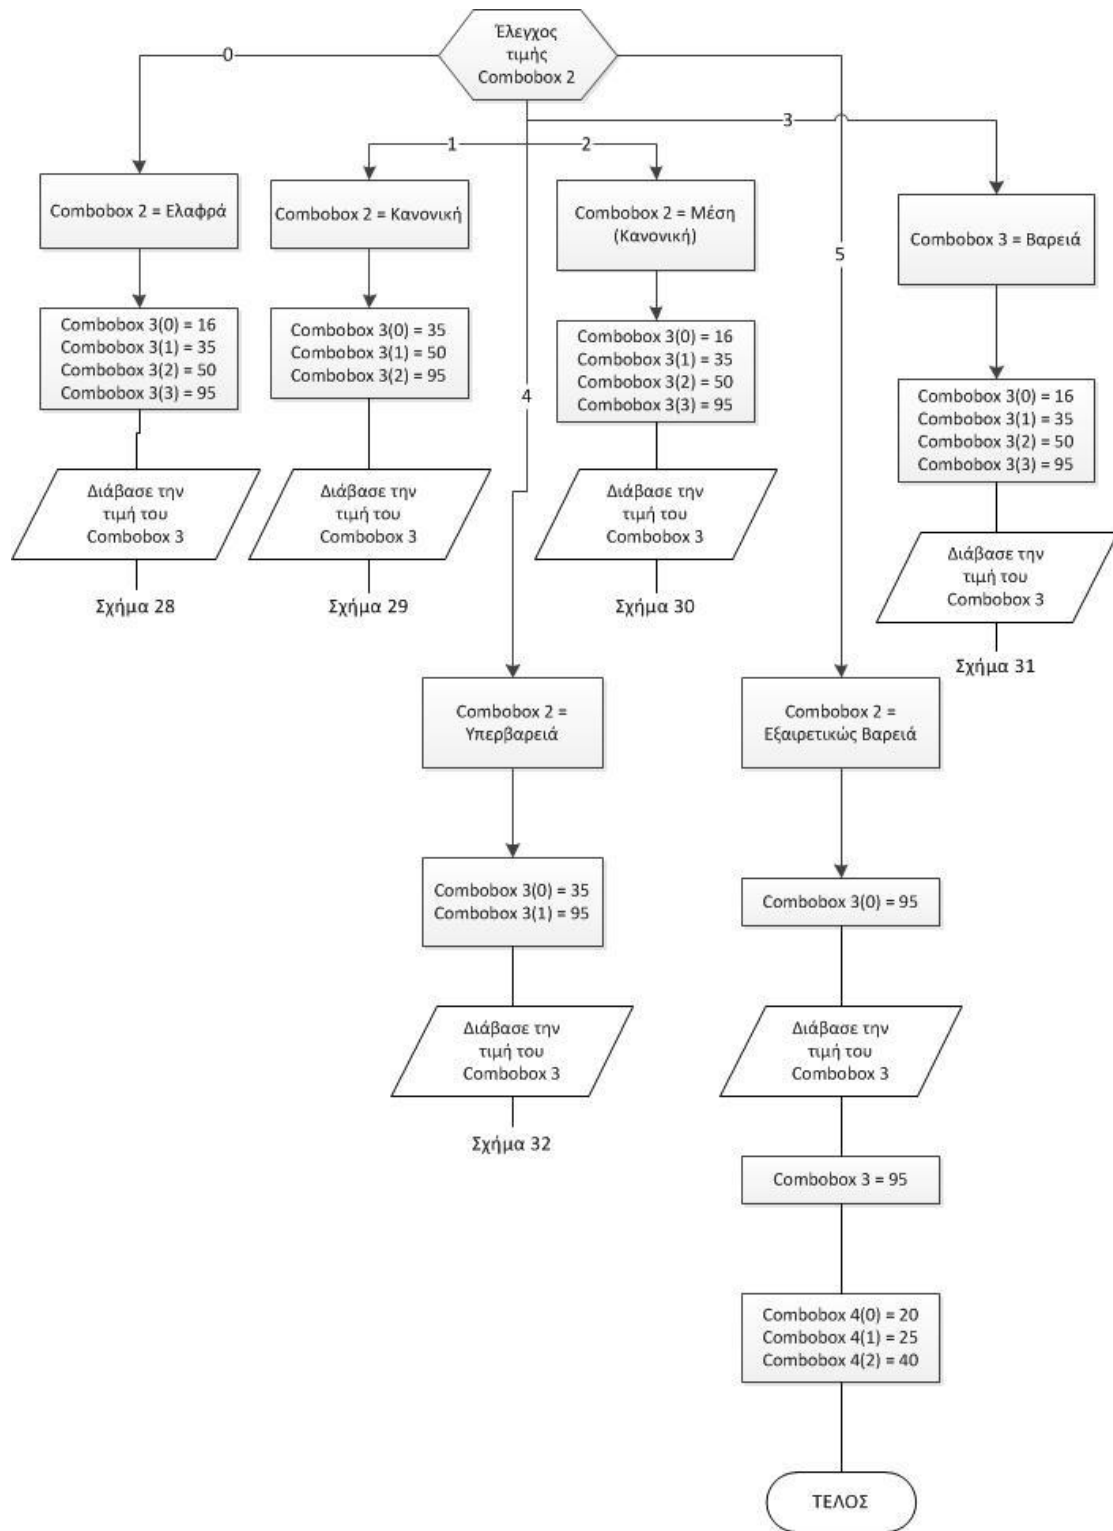 Έλεγχος
τιμής
Combobox 2
0
3
1
2
5
4
Combobox 2 = Ελαφρά
Combobox 2 = Κανονική
Combobox 2 = Μέση
(Κανονική)
Combobox 3 = Βαρειά
Combobox 3(0) = 16
Combobox 3(1) = 35
Combobox 3(2) = 50
Combobox 3(3) = 95
Combobox 3(0) = 35
Combobox 3(1) = 50
Combobox 3(2) = 95
Combobox 3(0) = 16
Combobox 3(1) = 35
Combobox 3(2) = 50
Combobox 3(3) = 95
Combobox 3(0) = 16
Combobox 3(1) = 35
Combobox 3(2) = 50
Combobox 3(3) = 95
Διάβασε την
τιμή του
Combobox 3
Διάβασε την
τιμή του
Combobox 3
Διάβασε την
τιμή του
Combobox 3
Διάβασε την
τιμή του
Combobox 3
Σχήμα 28
Σχήμα 29
Σχήμα 30
Σχήμα 31
Combobox 2 =
Υπερβαρειά
Combobox 2 =
Εξαιρετικώς Βαρειά
Combobox 3(0) = 35
Combobox 3(1) = 95
Combobox 3(0) = 95
Διάβασε την
τιμή του
Combobox 3
Διάβασε την
τιμή του
Combobox 3
Σχήμα 32
Combobox 3 = 95
Combobox 4(0) = 20
Combobox 4(1) = 25
Combobox 4(2) = 40
ΤΕΛΟΣ